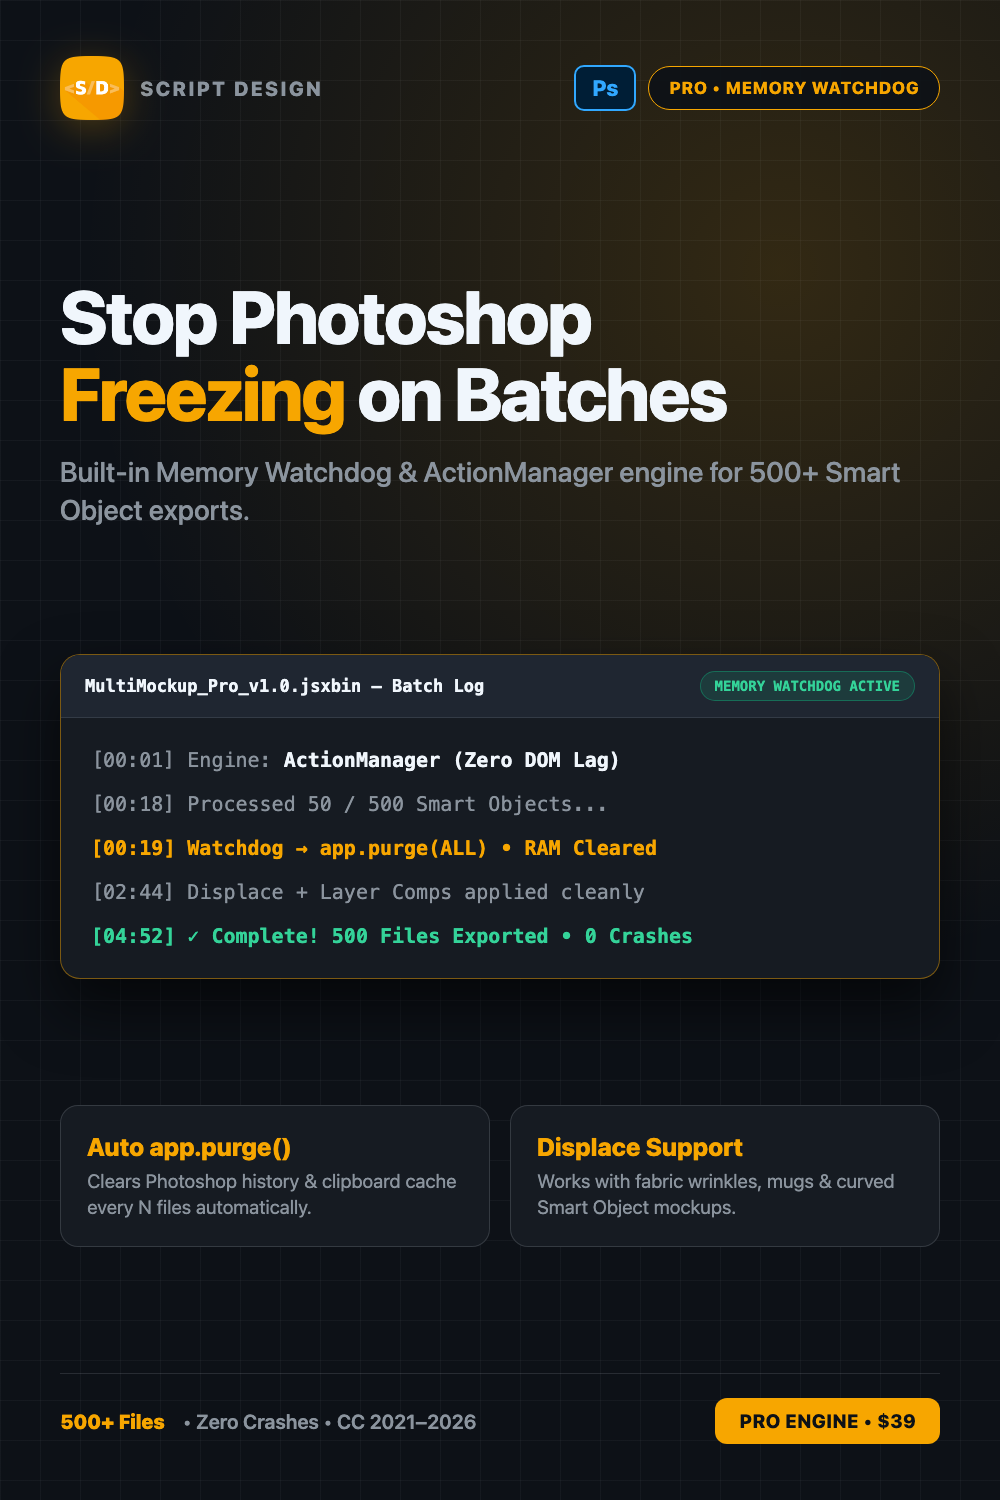 <S/D>
SCRIPT DESIGN
Ps
PRO • MEMORY WATCHDOG
Stop Photoshop
Freezing on Batches
Built-in Memory Watchdog & ActionManager engine for 500+ Smart
Object exports.
MultiMockup_Pro_v1.0.jsxbin — Batch Log
MEMORY WATCHDOG ACTIVE
[00:01] Engine: ActionManager (Zero DOM Lag)
[00:18] Processed 50 / 500 Smart Objects...
[00:19] Watchdog → app.purge(ALL) • RAM Cleared
[02:44] Displace + Layer Comps applied cleanly
[04:52] ✓ Complete! 500 Files Exported • 0 Crashes
Auto app.purge()
Clears Photoshop history & clipboard cache
every N files automatically.
Displace Support
Works with fabric wrinkles, mugs & curved
Smart Object mockups.
500+ Files • Zero Crashes • CC 2021–2026
PRO ENGINE • $39